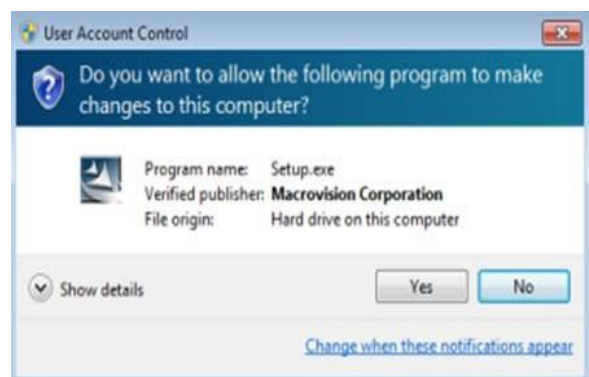 User Account Control
Do you want to allow the following program to make
changes to this computer?
Program name: Setup.exe
Verified publisher: Macrovision Corporation
File origin: Hard drive on this computer
Show details
Yes
No
Change when these notifications appear